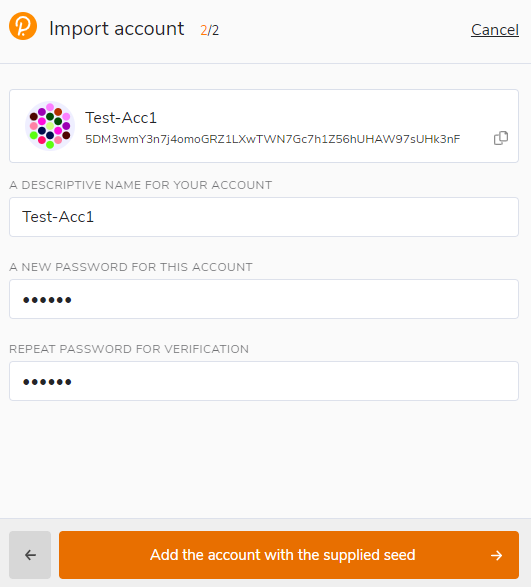 Import account 2/2 Cancel
Test-Acc1
5DM3wmY3n7j4omoGRZ1LXwTWN7Gc7h1Z56hUHAW97sUHk3nF
A DESCRIPTIVE NAME FOR YOUR ACCOUNT
Test-Acc1
A NEW PASSWORD FOR THIS ACCOUNT
••••••
REPEAT PASSWORD FOR VERIFICATION
••••••
Add the account with the supplied seed